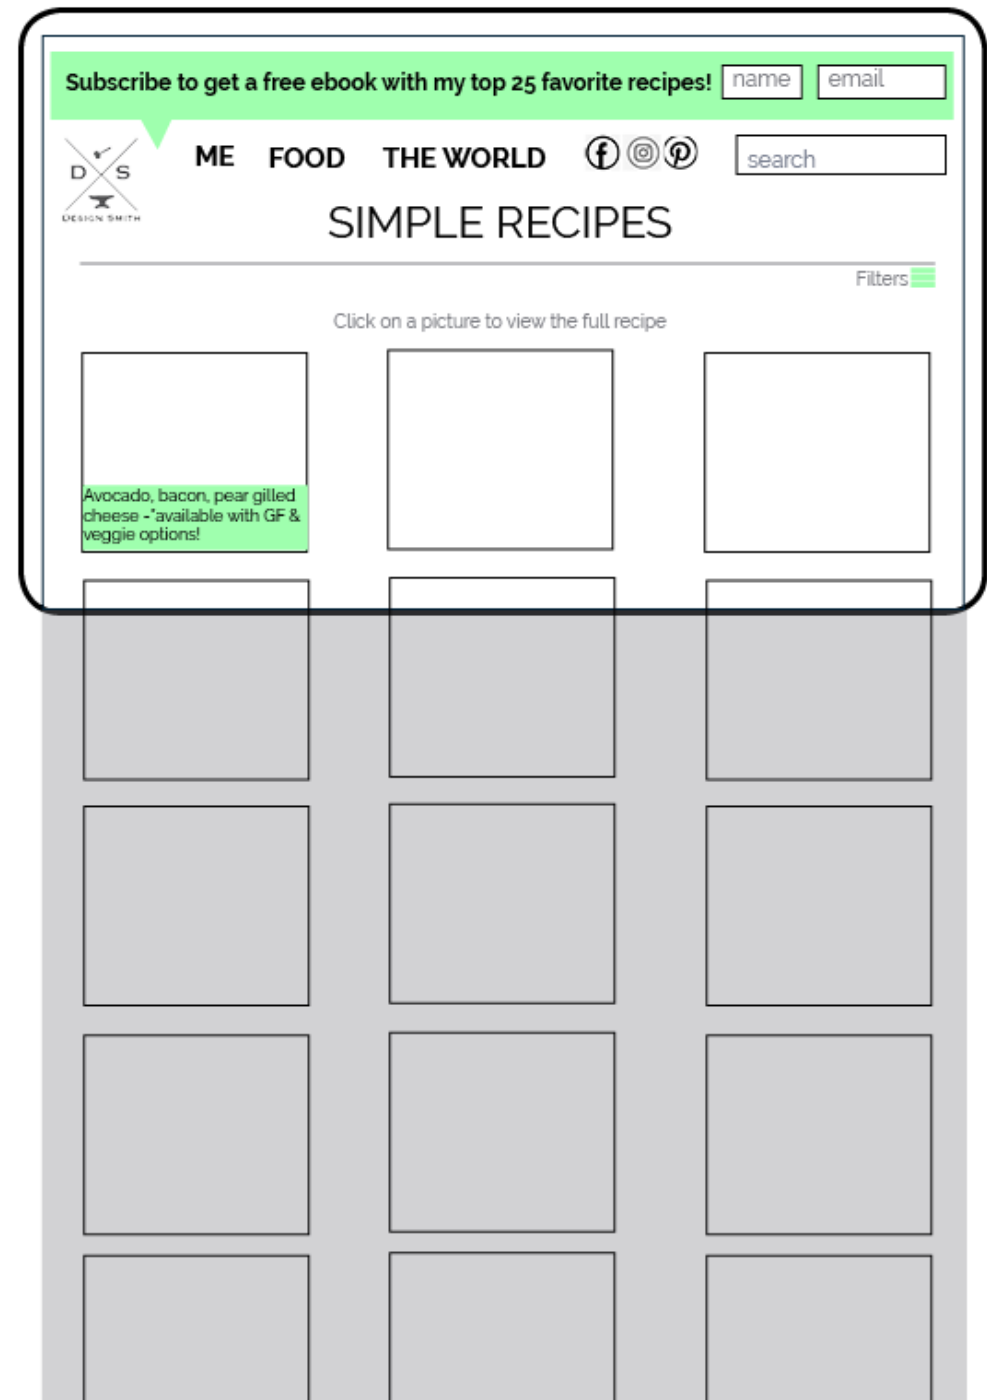 Subscribe to get a free ebook with my top 25 favorite recipes! name email
D S
DESIGN SMITH
ME FOOD THE WORLD search
SIMPLE RECIPES
Filters
Click on a picture to view the full recipe
Avocado, bacon, pear gilled
cheese -"available with GF &
veggie options!